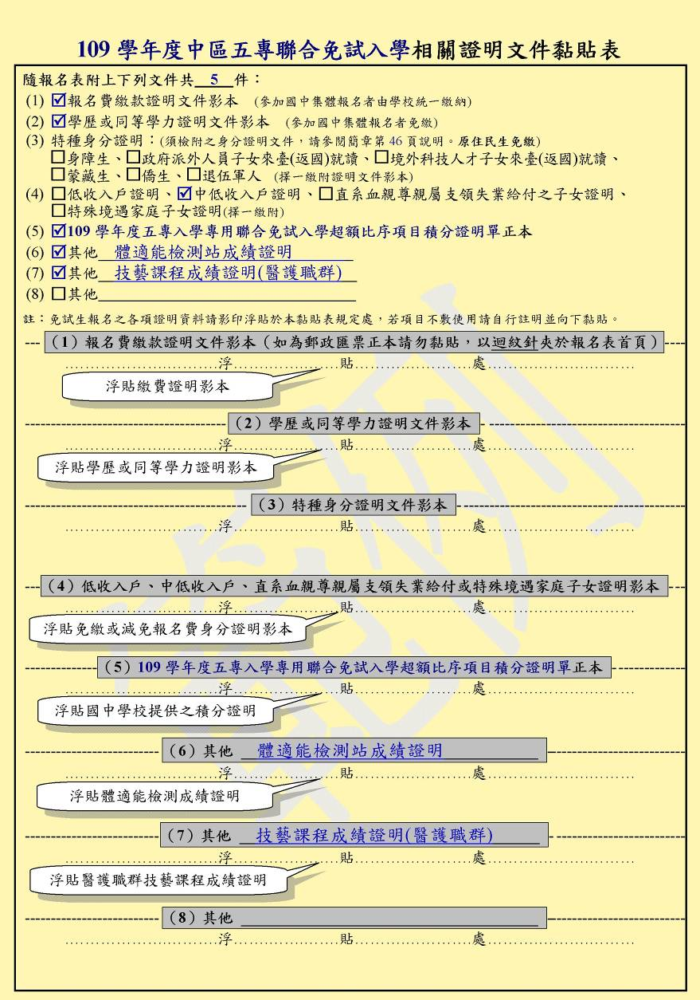 109 學年度中區五專聯合免試入學相關證明文件黏貼表
隨報名表附上下列文件共 5 件：
(1) ☑報名費繳款證明文件影本 (參加國中集體報名者由學校統一繳納)
(2) ☑學歷或同等學力證明文件影本 (參加國中集體報名者免繳)
(3) 特種身分證明：(須檢附之身分證明文件，請參閱簡章第 46 頁說明。原住民生免繳)
☐身障生、☐政府派外人員子女來臺(返國)就讀、☐境外科技人才子女來臺(返國)就讀、
☐蒙藏生、☐僑生、☐退伍軍人 (擇一繳附證明文件影本)
(4) ☐低收入戶證明、☑中低收入戶證明、☐直系血親尊親屬支領失業給付之子女證明、
☐特殊境遇家庭子女證明(擇一繳附)
(5) ☑109 學年度五專入學專用聯合免試入學超額比序項目積分證明單正本
(6) ☑其他 體適能檢測站成績證明
(7) ☑其他 技藝課程成績證明(醫護職群)
(8) ☐其他
註：免試生報名之各項證明資料請影印浮貼於本黏貼表規定處，若項目不敷使用請自行註明並向下黏貼。
（1）報名費繳款證明文件影本（如為郵政匯票正本請勿黏貼，以迴紋針夾於報名表首頁）
浮 貼 處
浮貼繳費證明影本
（2）學歷或同等學力證明文件影本
浮 貼 處
浮貼學歷或同等學力證明影本
（3）特種身分證明文件影本
浮 貼 處
（4）低收入戶、中低收入戶、直系血親尊親屬支領失業給付或特殊境遇家庭子女證明影本
浮 貼 處
浮貼免繳或減免報名費身分證明影本
（5）109 學年度五專入學專用聯合免試入學超額比序項目積分證明單正本
浮 貼 處
浮貼國中學校提供之積分證明
（6）其他 體適能檢測站成績證明
浮 貼 處
浮貼體適能檢測成績證明
（7）其他 技藝課程成績證明(醫護職群)
浮 貼 處
浮貼醫護職群技藝課程成績證明
（8）其他
浮 貼 處
範例